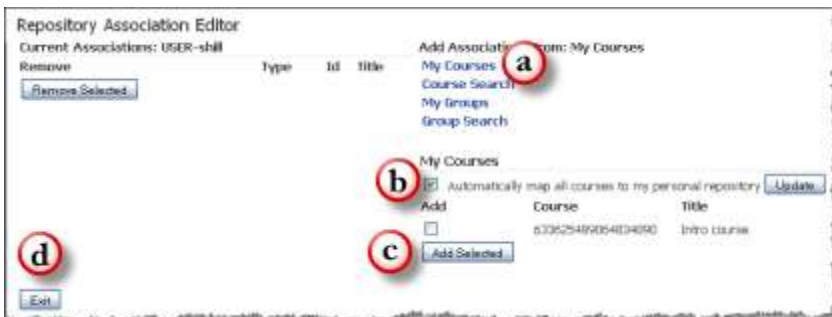 Repository Association Editor
Current Associations: USER-shill
Remove Type Id Title
Remove Selected
Add Associati from: My Courses
a
My Courses
Course Search
My Groups
Group Search
My Courses
b
Automatically map all courses to my personal repository Update
Add Course Title
Intro course
c
Add Selected
d
Exit